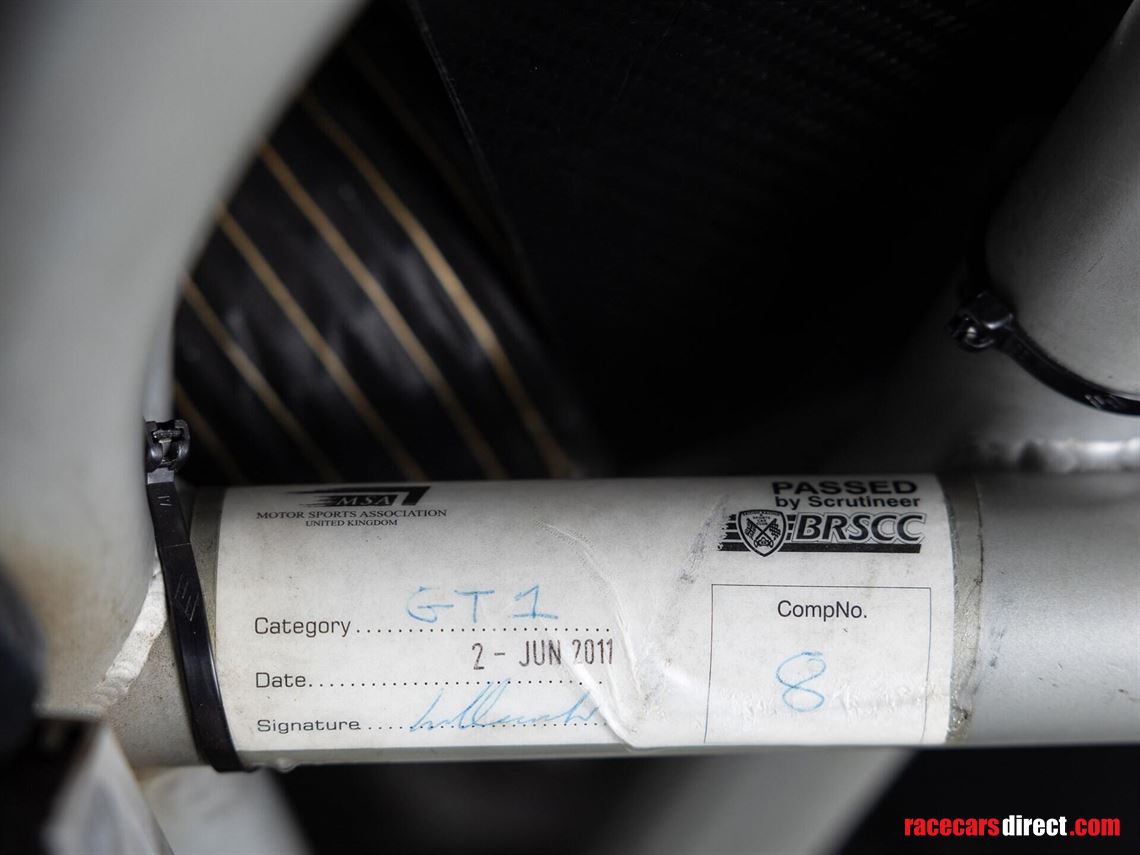 MSA
MOTOR SPORTS ASSOCIATION
UNITED KINGDOM
PASSED
by Scrutineer
BRSCC
Category GT1
Date 2 - JUN 2011
Signature
CompNo.
8
racecarsdirect.com